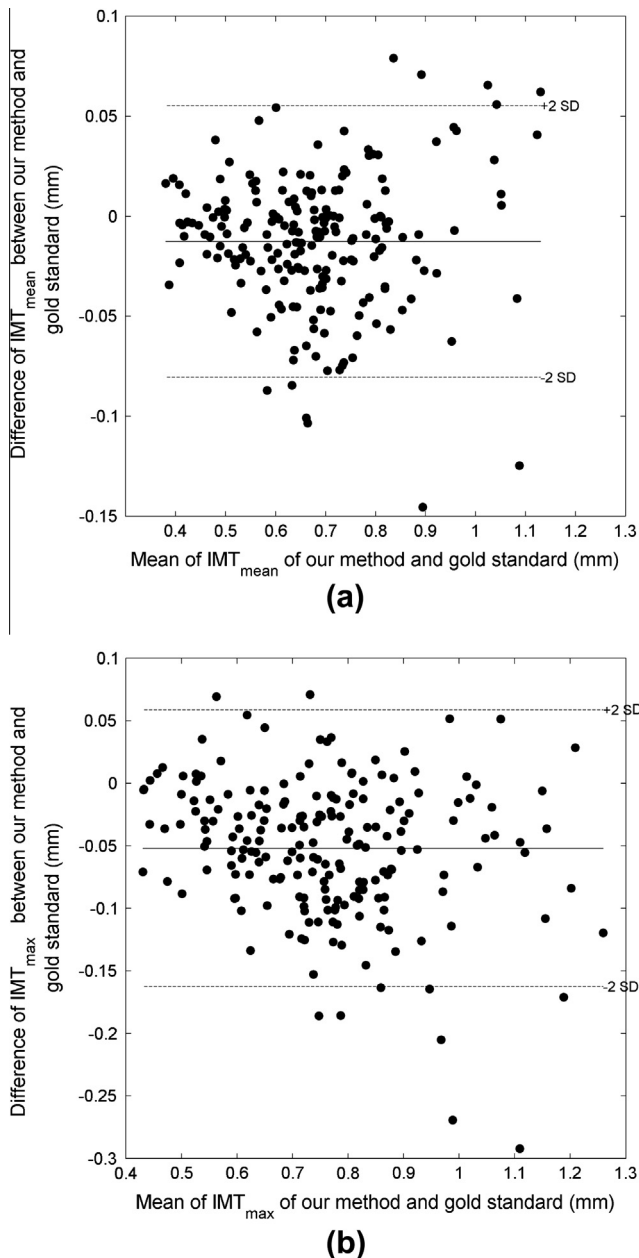 0.1
0.05
0
-0.05
-0.1
-0.15
Difference of IMTmean between our method and
gold standard (mm)
+2 SD
-2 SD
0.4 0.5 0.6 0.7 0.8 0.9 1 1.1 1.2 1.3
Mean of IMTmean of our method and gold standard (mm)
(a)
0.1
0.05
0
-0.05
-0.1
-0.15
-0.2
-0.25
-0.3
Difference of IMTmax between our method and
gold standard (mm)
+2 SD
-2 SD
0.4 0.5 0.6 0.7 0.8 0.9 1 1.1 1.2 1.3
Mean of IMTmax of our method and gold standard (mm)
(b)